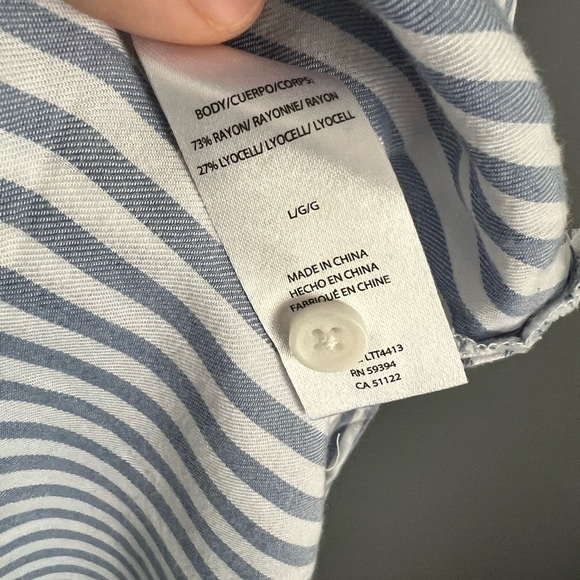 BODY/CUERPO/CORPS:
73% RAYON/ RAYONNE/ RAYON
27% LYOCELL/ LYOCELL/ LYOCELL
L/G/G
MADE IN CHINA
HECHO EN CHINA
FABRIQUÉ EN CHINE
LTT4413
RN 59394
CA 51122